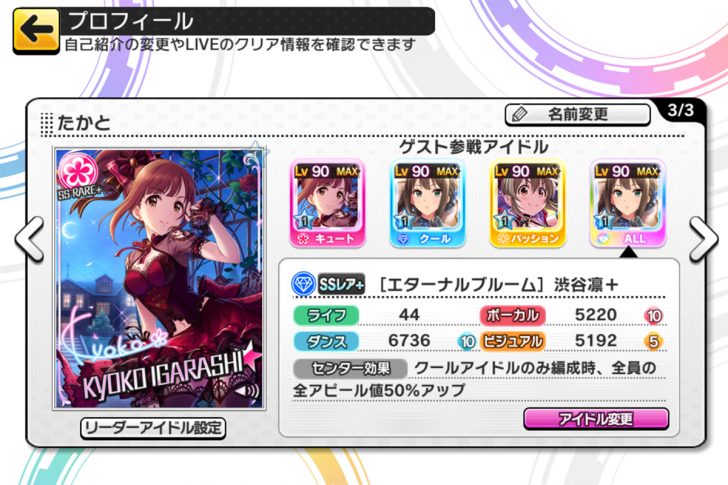 プロフィール
自己紹介の変更やLIVEのクリア情報を確認できます
3/3
たかと
名前変更
ゲスト参戦アイドル
SS RARE+
Lv 90 MAX
1
キュート
Lv 90 MAX
1
クール
Lv 90 MAX
1
パッション
Lv 90 MAX
1
ALL
Kyoko
KYOKO IGARASHI
リーダーアイドル設定
SSレア+ [エターナルブルーム] 渋谷凛+
ライフ 44 ボーカル 5220 10
ダンス 6736 10 ビジュアル 5192 5
センター効果 クールアイドルのみ編成時、全員の
全アピール値50%アップ
アイドル変更